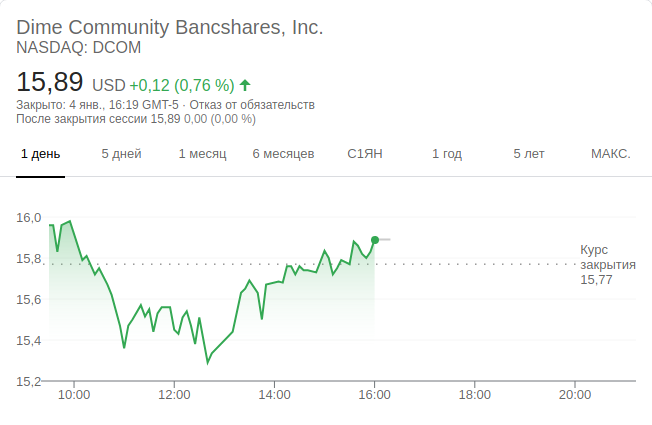 Dime Community Bancshares, Inc.
NASDAQ: DCOM
15,89 USD +0,12 (0,76 %)
Закрыто: 4 янв., 16:19 GMT-5 · Отказ от обязательств
После закрытия сессии 15,89 0,00 (0,00 %)
1 день 5 дней 1 месяц 6 месяцев С1ЯН 1 год 5 лет МАКС.
16,0
15,8
15,6
15,4
15,2
Курс
закрытия
15,77
10:00 12:00 14:00 16:00 18:00 20:00